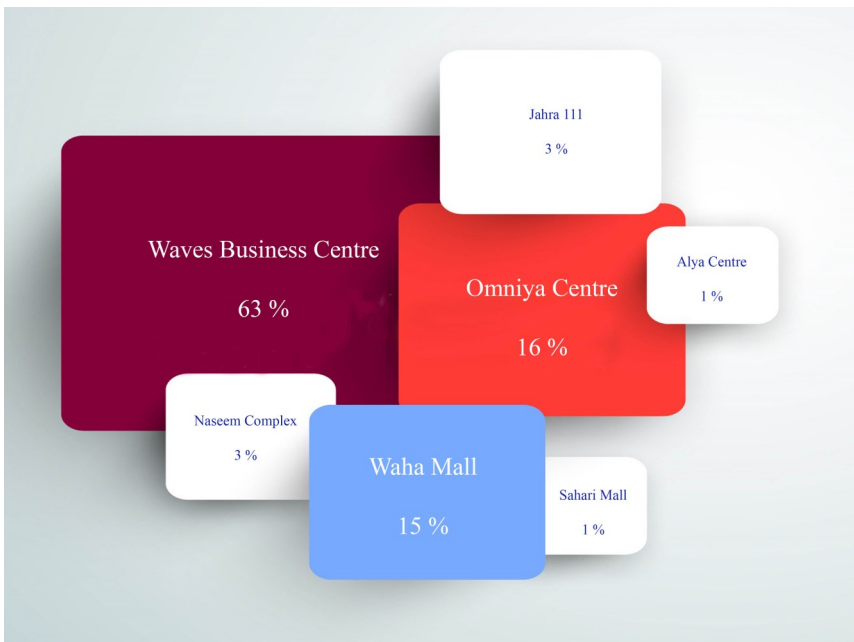 Jahra 111
3 %
Waves Business Centre
63 %
Omniya Centre
16 %
Alya Centre
1 %
Naseem Complex
3 %
Waha Mall
15 %
Sahari Mall
1 %